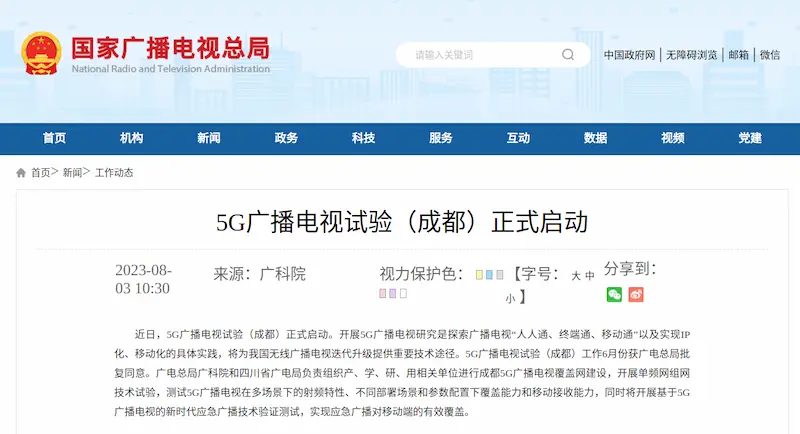 国家广播电视总局
National Radio and Television Administration
请输入关键词
中国政府网 | 无障碍浏览 | 邮箱 | 微信
首页 机构 新闻 政务 科技 服务 互动 数据 视频 党建
首页> 新闻> 工作动态
5G广播电视试验（成都）正式启动
2023-08-03 10:30
来源：广科院
视力保护色：
【字号： 大 中 小 】
分享到：
近日，5G广播电视试验（成都）正式启动。开展5G广播电视研究是探索广播电视“人人通、终端通、移动通”以及实现IP
化、移动化的具体实践，将为我国无线广播电视迭代升级提供重要技术途径。5G广播电视试验（成都）工作6月份获广电总局批
复同意。广电总局广科院和四川省广电局负责组织产、学、研、用相关单位进行成都5G广播电视覆盖网建设，开展单频网组网
技术试验，测试5G广播电视在多场景下的射频特性、不同部署场景和参数配置下覆盖能力和移动接收能力，同时将开展基于5G
广播电视的新时代应急广播技术验证测试，实现应急广播对移动端的有效覆盖。